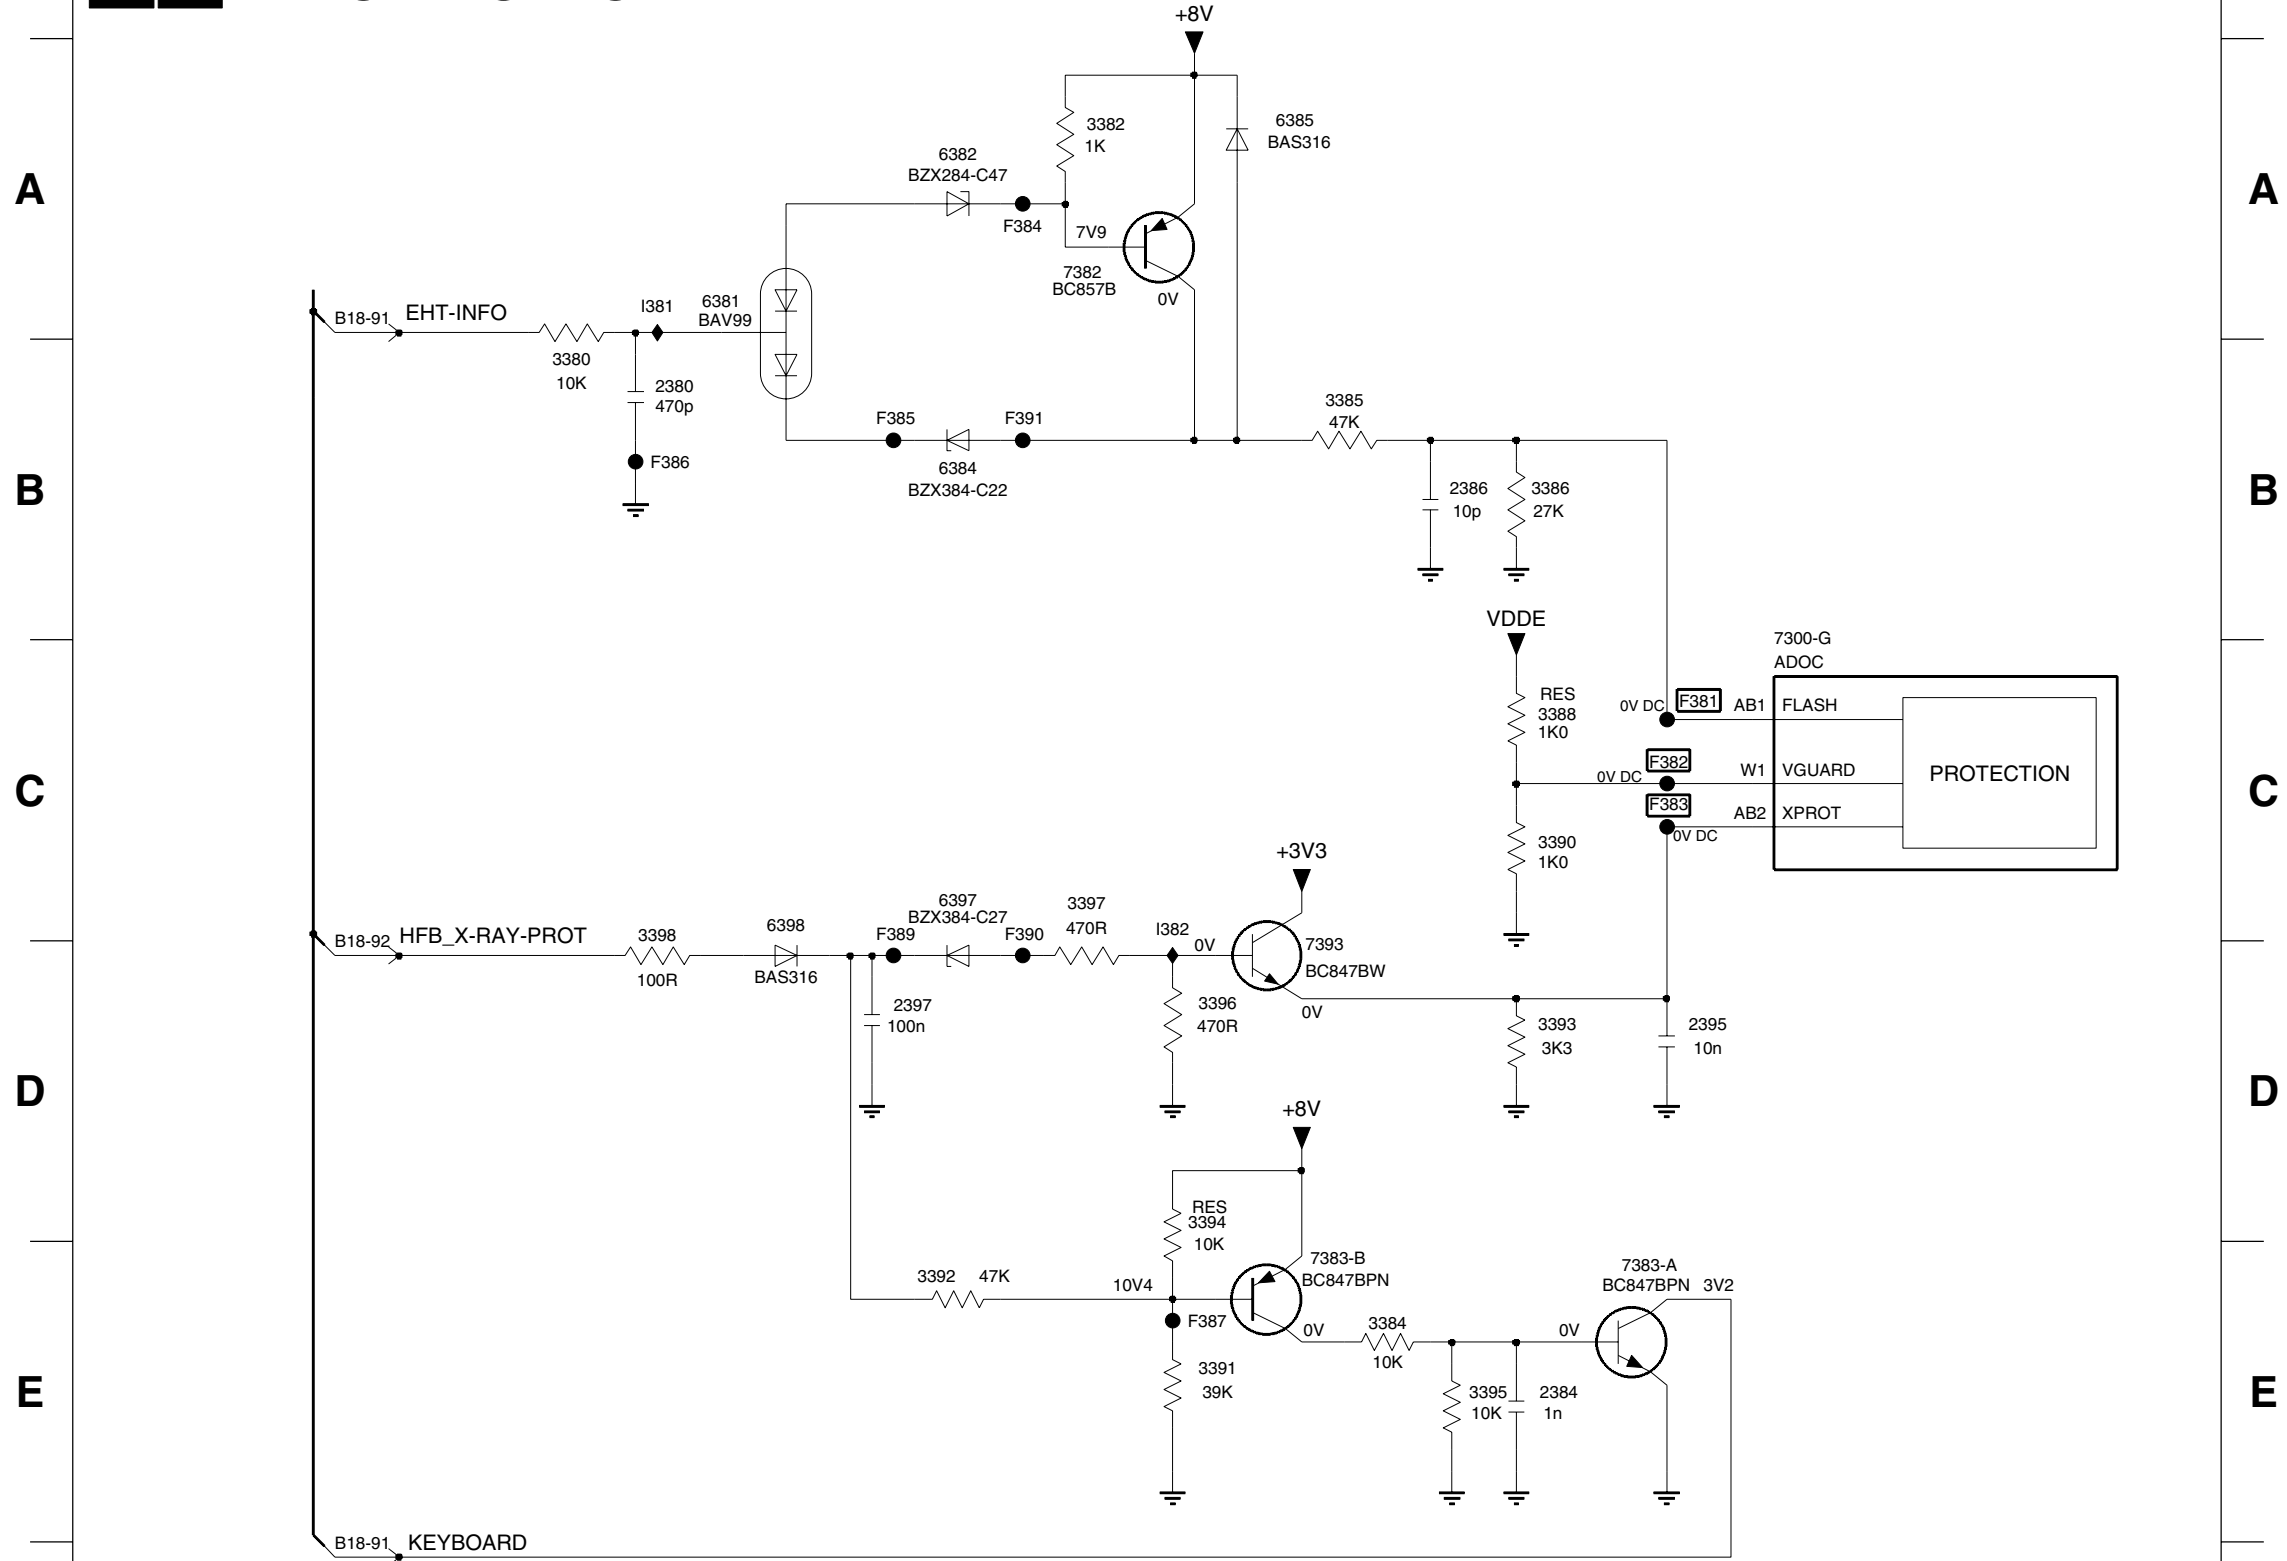 +8V
3382
1K
6385
BAS316
6382
BZX284-C47
A
A
F384
7V9
7382
BC857B
0V
B18-91
EHT-INFO
I381
6381
BAV99
3380
10K
2380
470p
F386
F385
F391
6384
BZX384-C22
3385
47K
B
B
2386
10p
3386
27K
VDDE
7300-G
ADOC
RES
3388
1K0
0V DC
F381
AB1
FLASH
0V DC
F382
W1
VGUARD
F383
AB2
XPROT
0V DC
PROTECTION
C
C
3390
1K0
+3V3
B18-92
HFB_X-RAY-PROT
3398
100R
6398
BAS316
F389
6397
BZX384-C27
F390
3397
470R
I382
0V
7393
BC847BW
0V
2397
100n
3396
470R
3393
3K3
2395
10n
D
D
+8V
RES
3394
10K
7383-B
BC847BPN
7383-A
BC847BPN
3V2
3392
47K
10V4
F387
0V
3384
10K
0V
3391
39K
3395
10K
2384
1n
E
E
B18-91
KEYBOARD